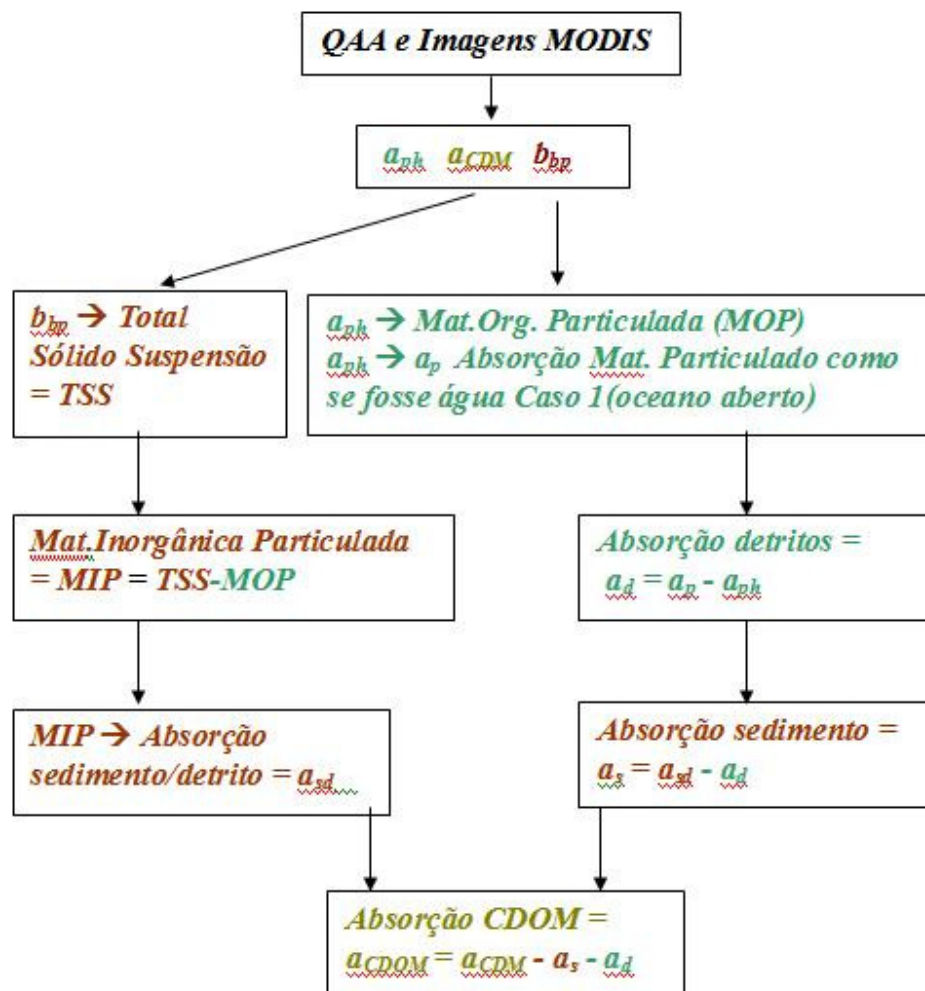 QAA e Imagens MODIS
aph aCDM bbp
bbp → Total
Sólido Suspensão
= TSS
aph → Mat.Org. Particulada (MOP)
aph → ap Absorção Mat. Particulado como
se fosse água Caso 1(oceano aberto)
Mat.Inorgânica Particulada
= MIP = TSS-MOP
Absorção detritos =
ad = ap - aph
MIP → Absorção
sedimento/detrito = asd
Absorção sedimento =
as = asd - ad
Absorção CDOM =
aCDOM = aCDM - as - ad